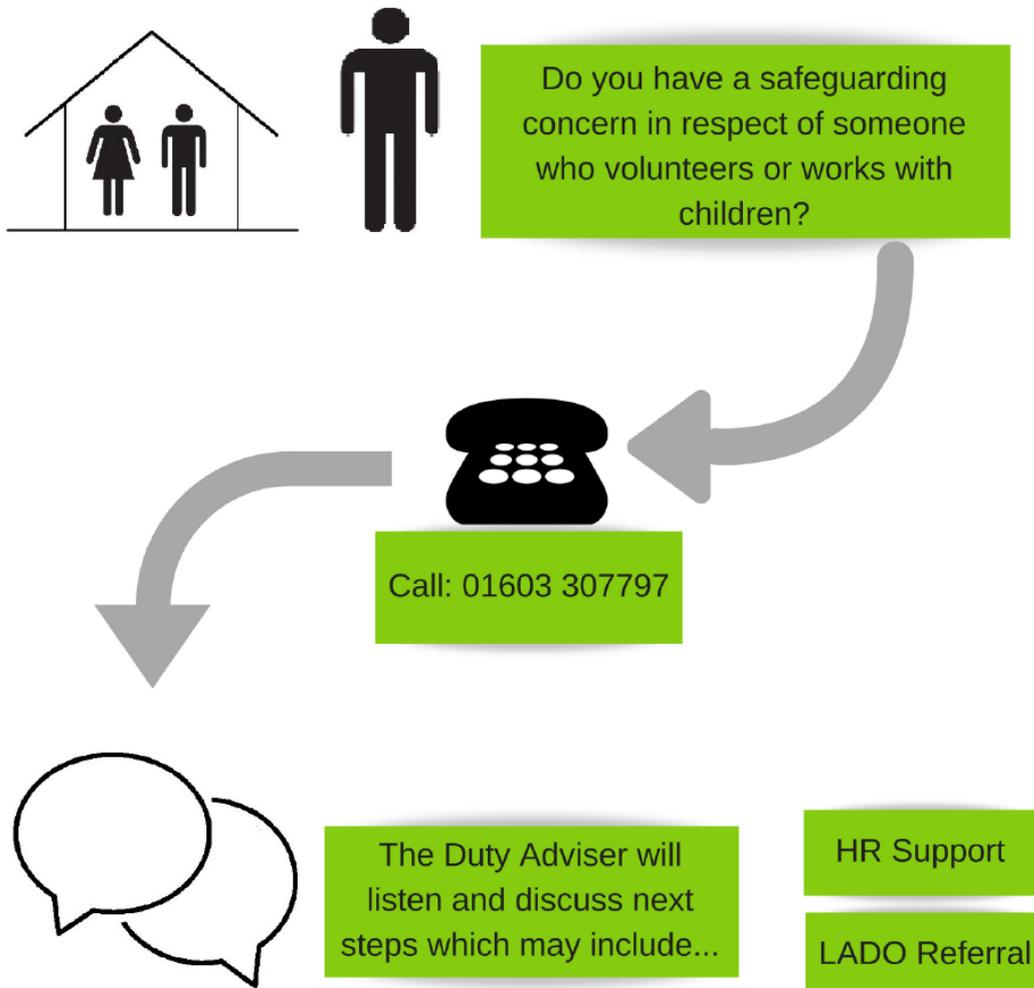 Do you have a safeguarding
concern in respect of someone
who volunteers or works with
children?
Call: 01603 307797
The Duty Adviser will
listen and discuss next
steps which may include...
HR Support
LADO Referral